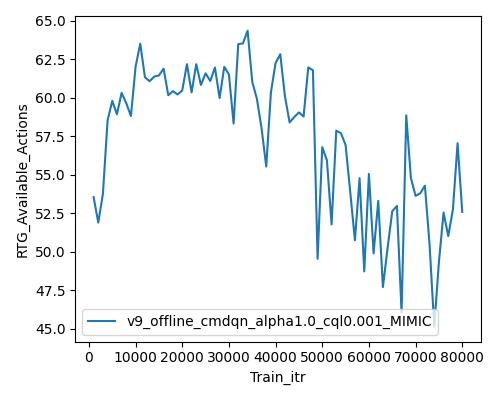 65.0
62.5
60.0
57.5
55.0
52.5
50.0
47.5
45.0
RTG_Available_Actions
v9_offline_cmdqn_alpha1.0_cql0.001_MIMIC
0 10000 20000 30000 40000 50000 60000 70000 80000
Train_itr